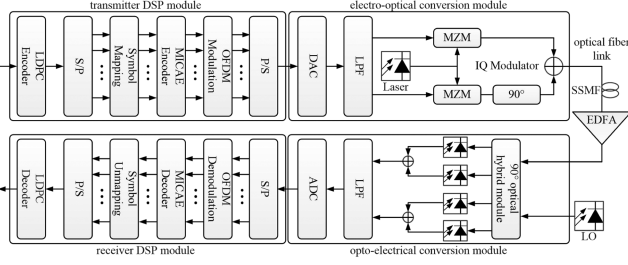 transmitter DSP module
electro-optical conversion module
LDPC
Encoder
S/P
Symbol
Mapping
MICAE
Encoder
OFDM
Modulation
P/S
DAC
LPF
Laser
MZM
IQ Modulator
MZM
90°
optical fiber
link
SSMF
EDFA
LDPC
Decoder
P/S
Symbol
Unmapping
MICAE
Decoder
OFDM
Demodulation
S/P
ADC
LPF
90° optical
hybrid module
LO
receiver DSP module
opto-electrical conversion module